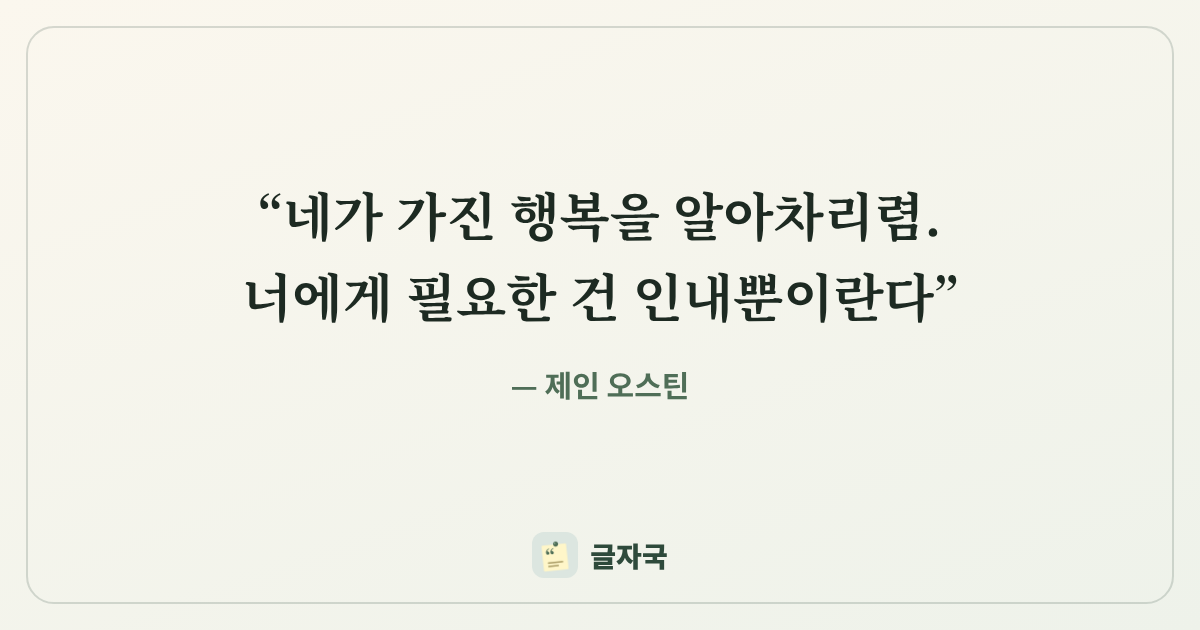 “네가 가진 행복을 알아차리렴.
너에게 필요한 건 인내뿐이란다”
— 제인 오스틴
글자국